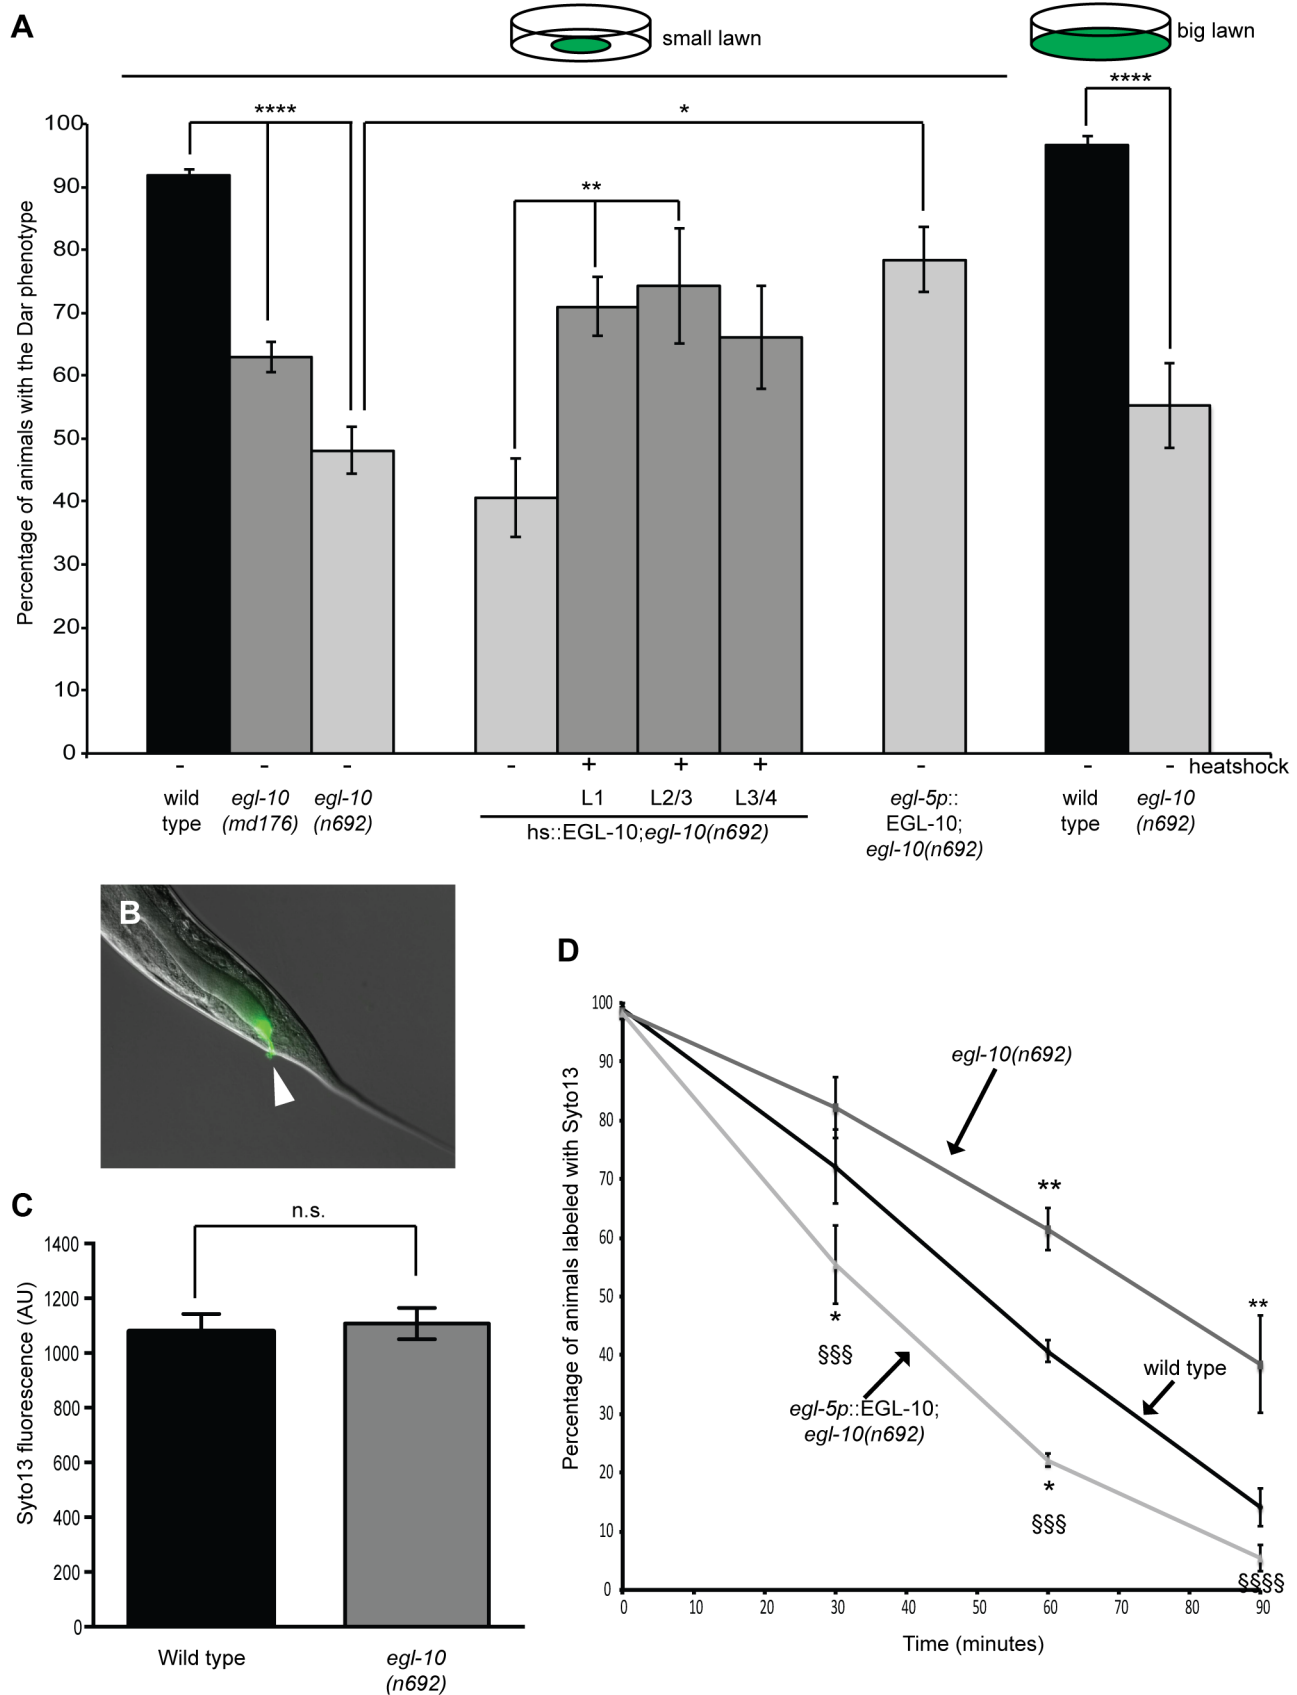 A
small lawn
big lawn
****
*
****
**
Percentage of animals with the Dar phenotype
100
90
80
70
60
50
40
30
20
10
0
- - - - + + + - - - heatshock
wild type
egl-10 (md176)
egl-10 (n692)
L1
L2/3
L3/4
hs::EGL-10;egl-10(n692)
egl-5p::
EGL-10;
egl-10(n692)
wild type
egl-10 (n692)
B
C
n.s.
Syto13 fluorescence (AU)
1400
1200
1000
800
600
400
200
0
Wild type
egl-10
(n692)
D
Percentage of animals labeled with Syto13
100
90
80
70
60
50
40
30
20
10
0
egl-10(n692)
**
**
*
§§§
wild type
egl-5p::EGL-10;
egl-10(n692)
*
§§§
§§§§
0 10 20 30 40 50 60 70 80 90
Time (minutes)